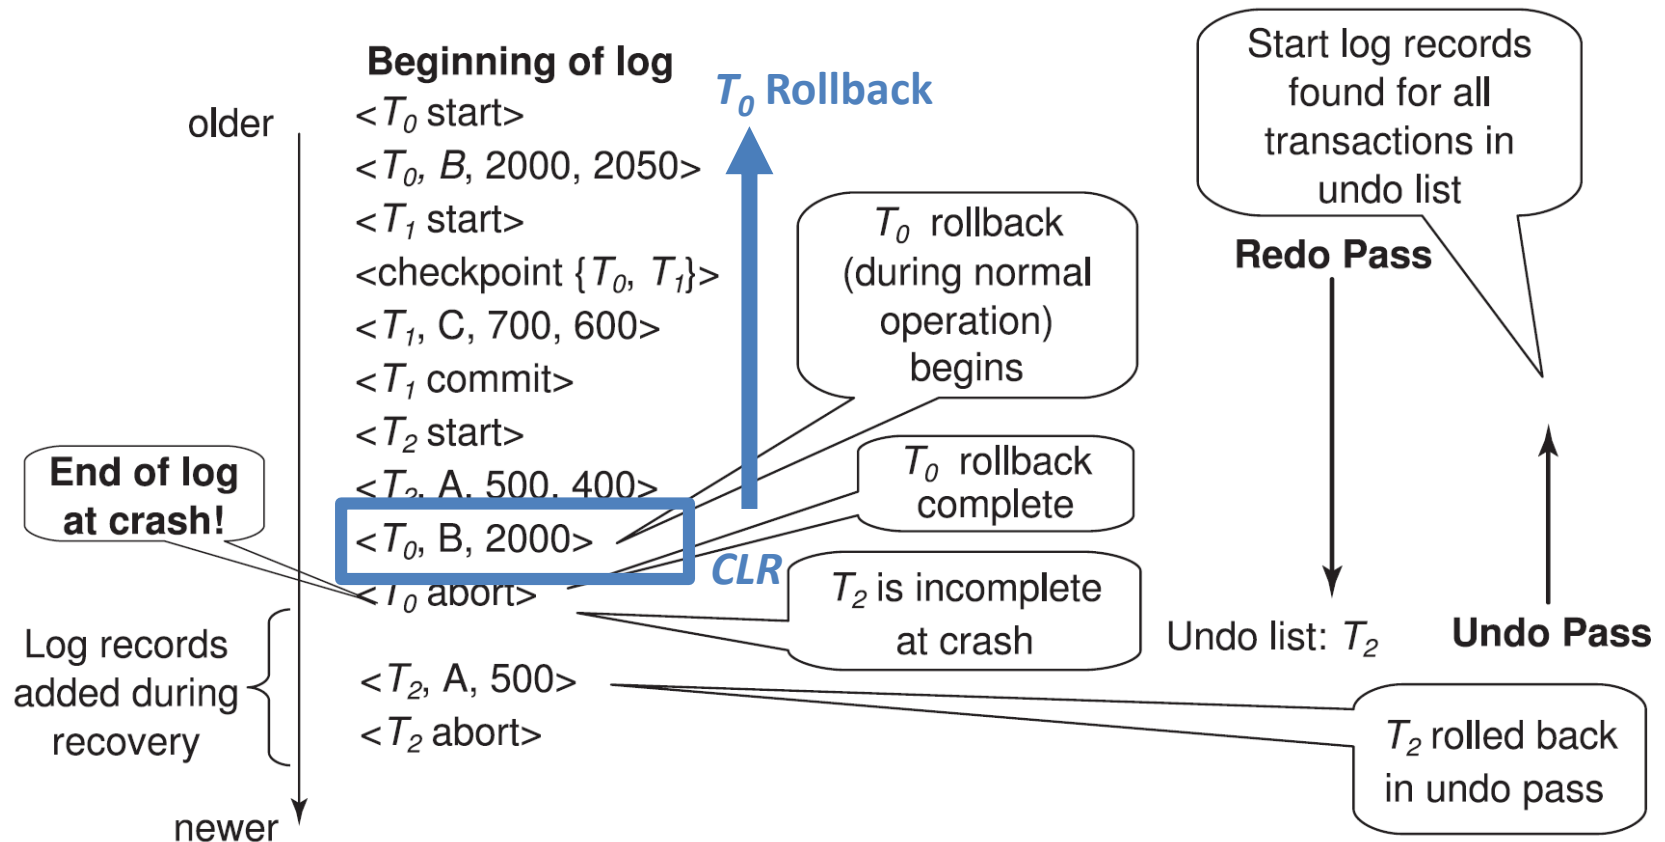 Beginning of log
older
<T0 start>
<T0, B, 2000, 2050>
<T1 start>
<checkpoint {T0, T1}>
<T1, C, 700, 600>
<T1 commit>
<T2 start>
<T2, A, 500, 400>
<T0, B, 2000>
<T0 abort>
<T2, A, 500>
<T2 abort>
newer
End of log
at crash!
Log records
added during
recovery
T0 Rollback
CLR
T0 rollback
(during normal
operation)
begins
T0 rollback
complete
T2 is incomplete
at crash
Start log records
found for all
transactions in
undo list
Redo Pass
Undo list: T2
Undo Pass
T2 rolled back
in undo pass